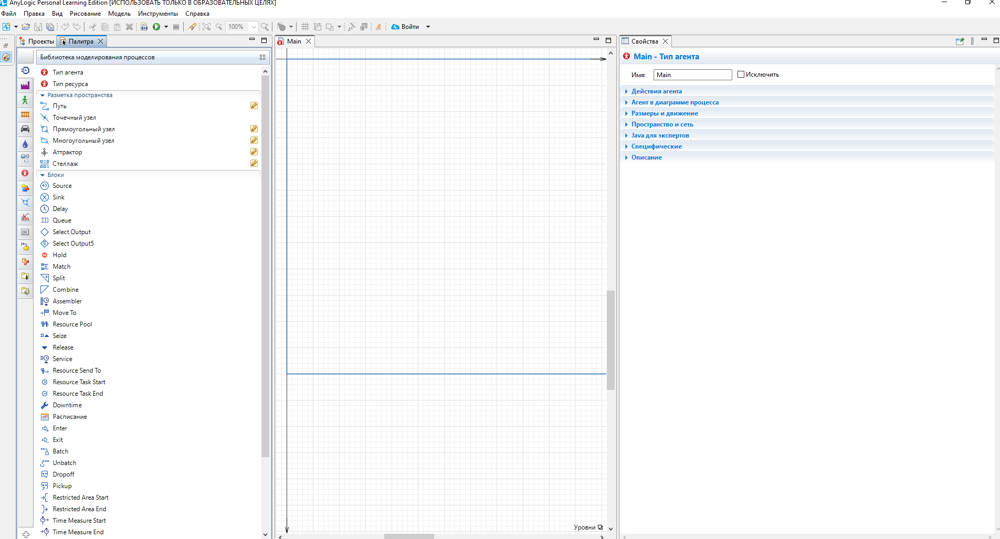 AnyLogic Personal Learning Edition [ИСПОЛЬЗОВАТЬ ТОЛЬКО В ОБРАЗОВАТЕЛЬНЫХ ЦЕЛЯХ]
Файл Правка Вид Рисование Модель Инструменты Справка
100% Войти
Проекты Палитра
Библиотека моделирования процессов
Тип агента
Тип ресурса
Разметка пространства
Путь
Точечный узел
Прямоугольный узел
Многоугольный узел
Аттрактор
Стеллаж
Блоки
Source
Sink
Delay
Queue
Select Output
Select Output5
Hold
Match
Split
Combine
Assembler
Move To
Resource Pool
Seize
Release
Service
Resource Send To
Resource Task Start
Resource Task End
Downtime
Расписание
Enter
Exit
Batch
Unbatch
Dropoff
Pickup
Restricted Area Start
Restricted Area End
Time Measure Start
Time Measure End
OK
Main
Уровни
Свойства
Main - Тип агента
Имя: Main Исключить
Действия агента
Агент в диаграмме процесса
Размеры и движение
Пространство и сеть
Java для экспертов
Специфические
Описание